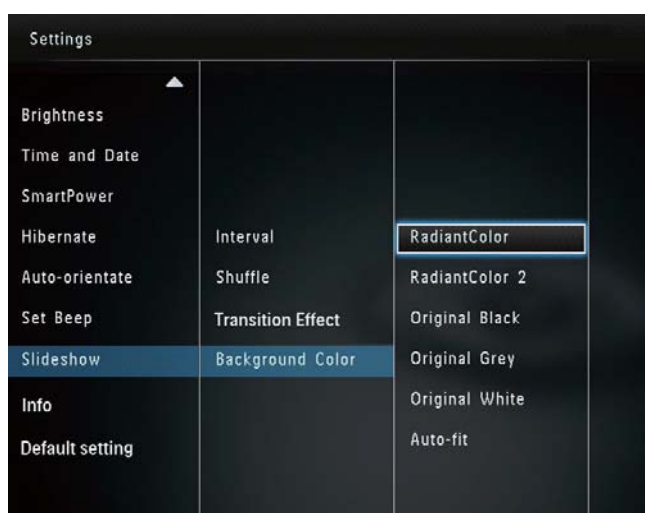 Settings
Brightness
Time and Date
SmartPower
Hibernate
Auto-orientate
Set Beep
Slideshow
Info
Default setting
Interval
Shuffle
Transition Effect
Background Color
RadiantColor
RadiantColor 2
Original Black
Original Grey
Original White
Auto-fit